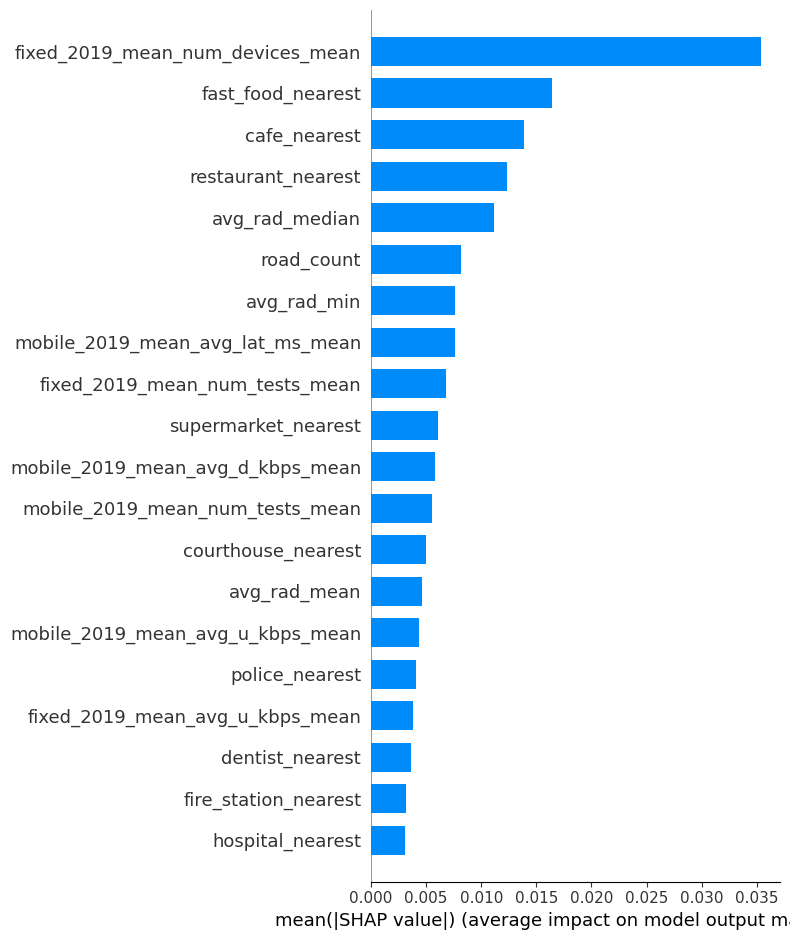 fixed_2019_mean_num_devices_mean
fast_food_nearest
cafe_nearest
restaurant_nearest
avg_rad_median
road_count
avg_rad_min
mobile_2019_mean_avg_lat_ms_mean
fixed_2019_mean_num_tests_mean
supermarket_nearest
mobile_2019_mean_avg_d_kbps_mean
mobile_2019_mean_num_tests_mean
courthouse_nearest
avg_rad_mean
mobile_2019_mean_avg_u_kbps_mean
police_nearest
fixed_2019_mean_avg_u_kbps_mean
dentist_nearest
fire_station_nearest
hospital_nearest
0.000 0.005 0.010 0.015 0.020 0.025 0.030 0.035
mean(|SHAP value|) (average impact on model output ma